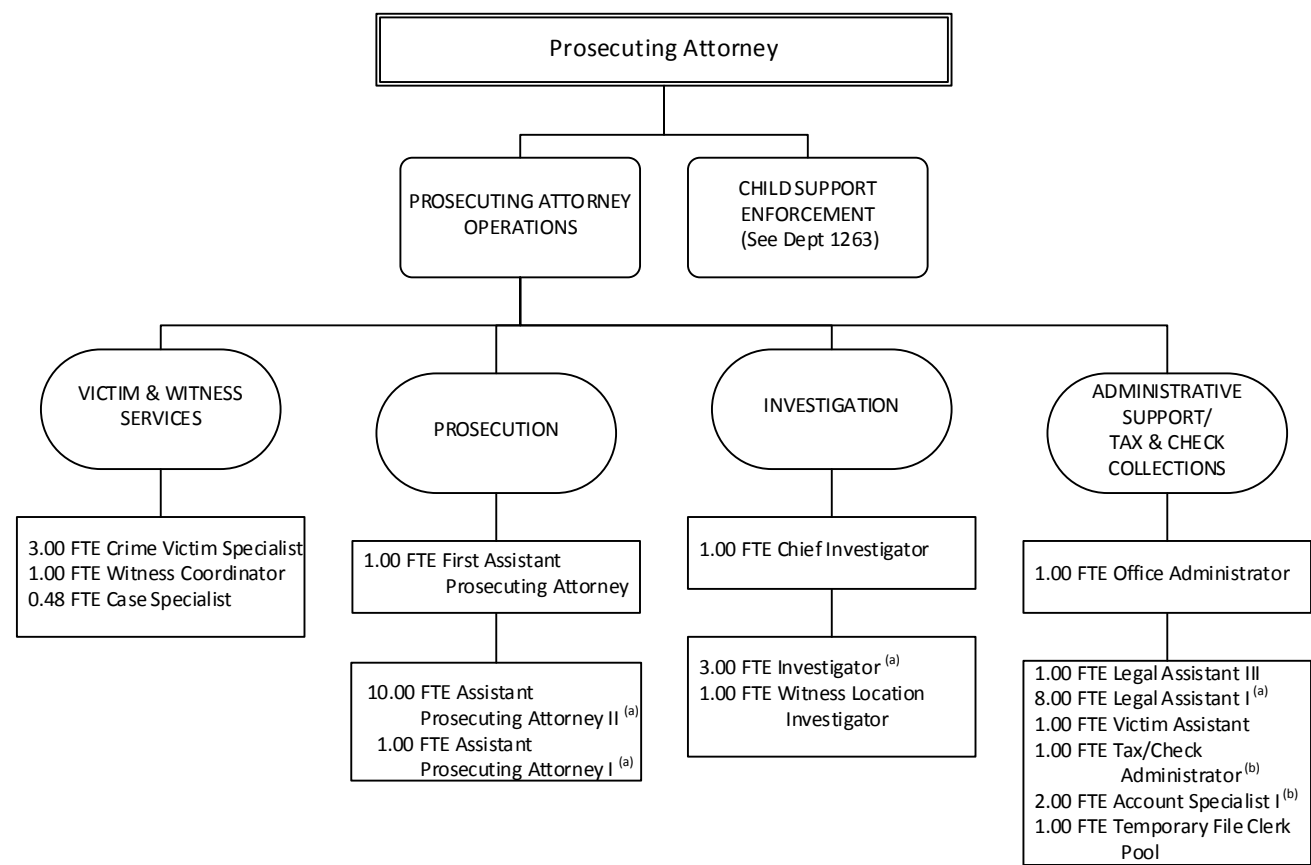 Prosecuting Attorney
PROSECUTING ATTORNEY
OPERATIONS
CHILD SUPPORT
ENFORCEMENT
(See Dept 1263)
VICTIM & WITNESS
SERVICES
PROSECUTION
INVESTIGATION
ADMINISTRATIVE
SUPPORT/
TAX & CHECK
COLLECTIONS
3.00 FTE Crime Victim Specialist
1.00 FTE Witness Coordinator
0.48 FTE Case Specialist
1.00 FTE First Assistant
Prosecuting Attorney
10.00 FTE Assistant
Prosecuting Attorney II (a)
1.00 FTE Assistant
Prosecuting Attorney I (a)
1.00 FTE Chief Investigator
3.00 FTE Investigator (a)
1.00 FTE Witness Location
Investigator
1.00 FTE Office Administrator
1.00 FTE Legal Assistant III
8.00 FTE Legal Assistant I (a)
1.00 FTE Victim Assistant
1.00 FTE Tax/Check
Administrator (b)
2.00 FTE Account Specialist I (b)
1.00 FTE Temporary File Clerk
Pool